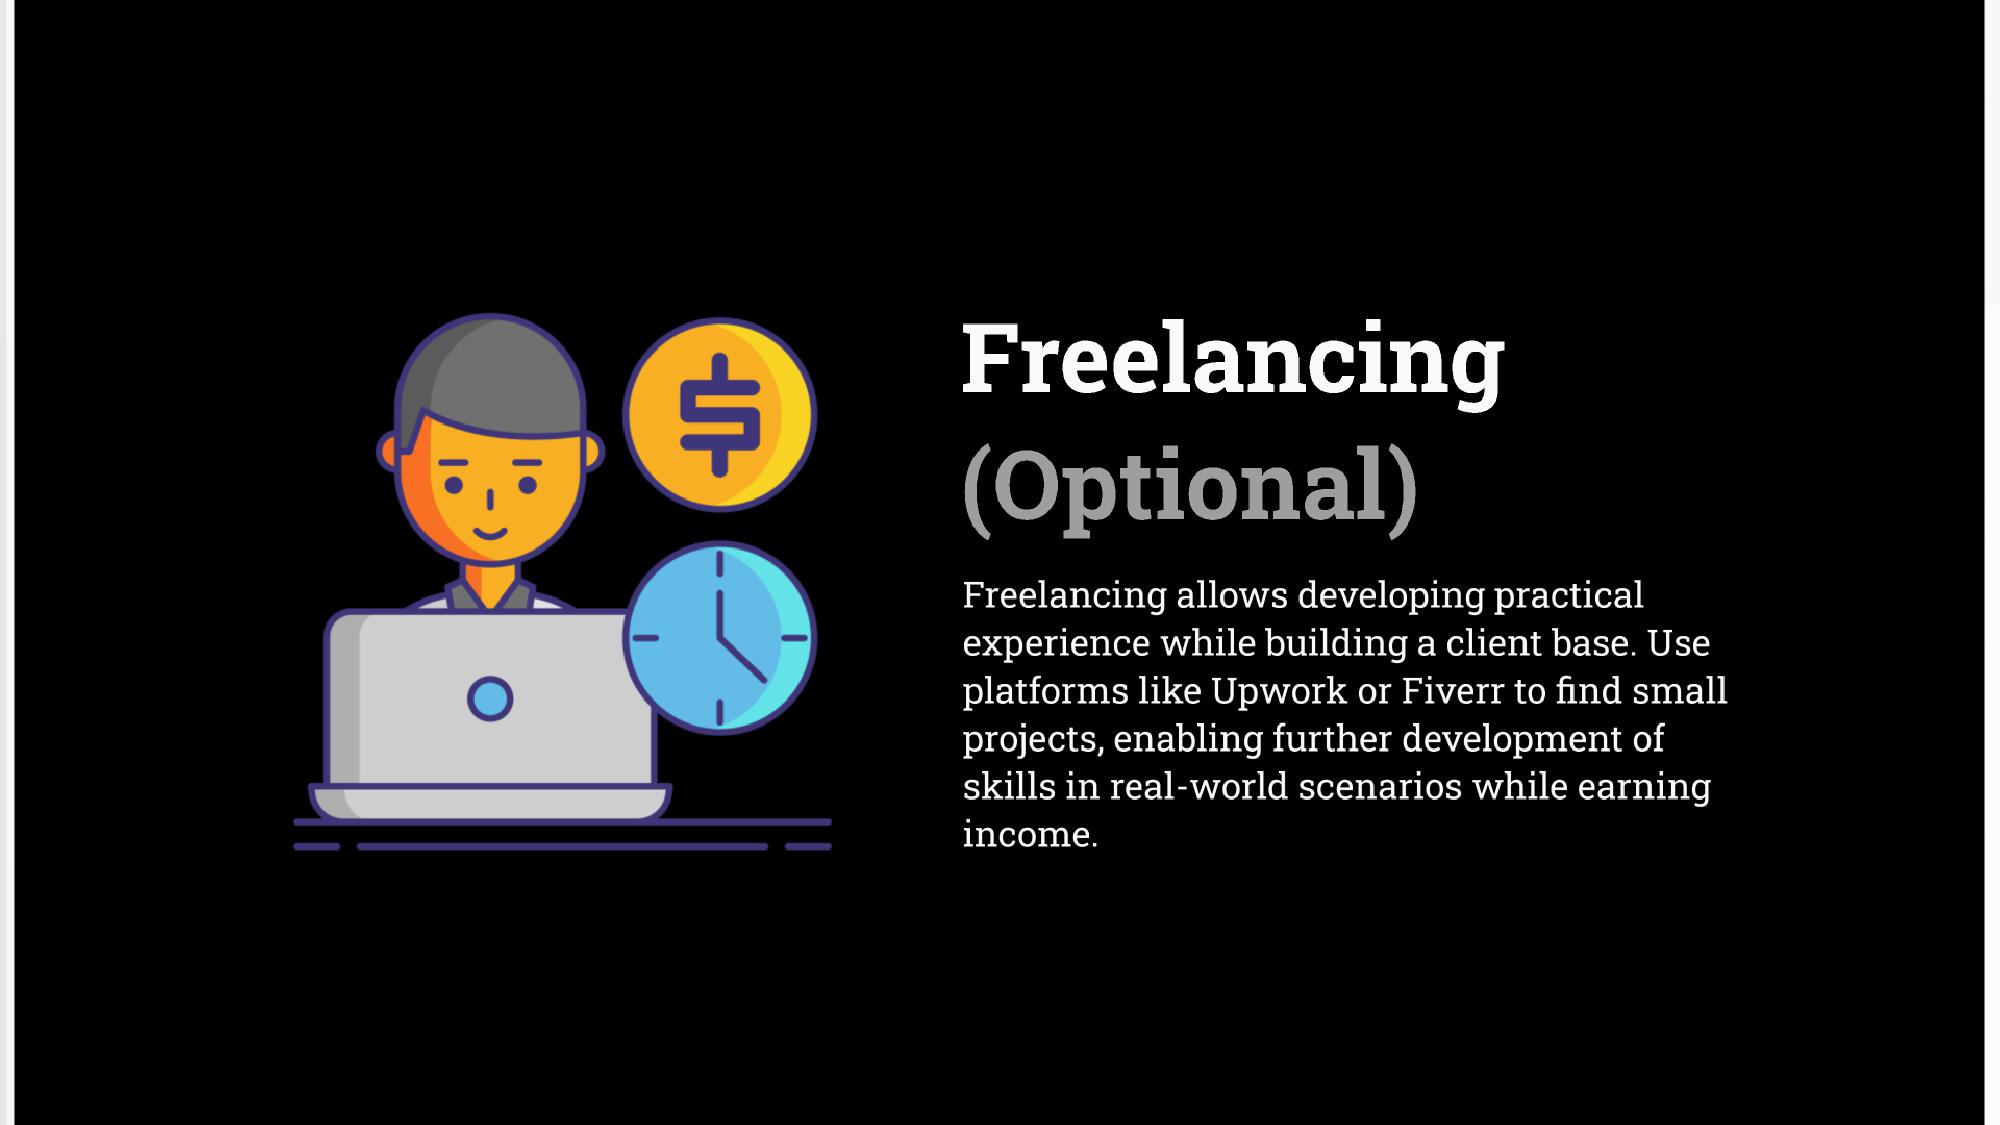 Freelancing
(Optional)
Freelancing allows developing practical
experience while building a client base. Use
platforms like Upwork or Fiverr to find small
projects, enabling further development of
skills in real-world scenarios while earning
income.